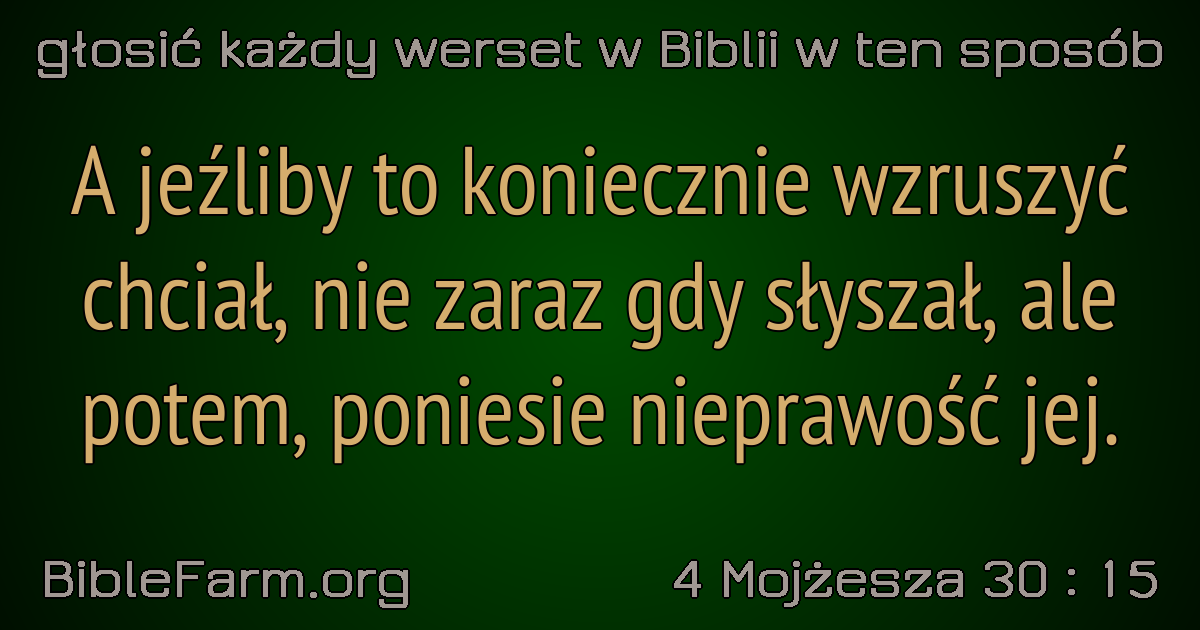 głosić każdy werset w Biblii w ten sposób
A jeźliby to koniecznie wzruszyć
chciał, nie zaraz gdy słyszał, ale
potem, poniesie nieprawość jej.
BibleFarm.org
4 Mojżesza 30 : 15